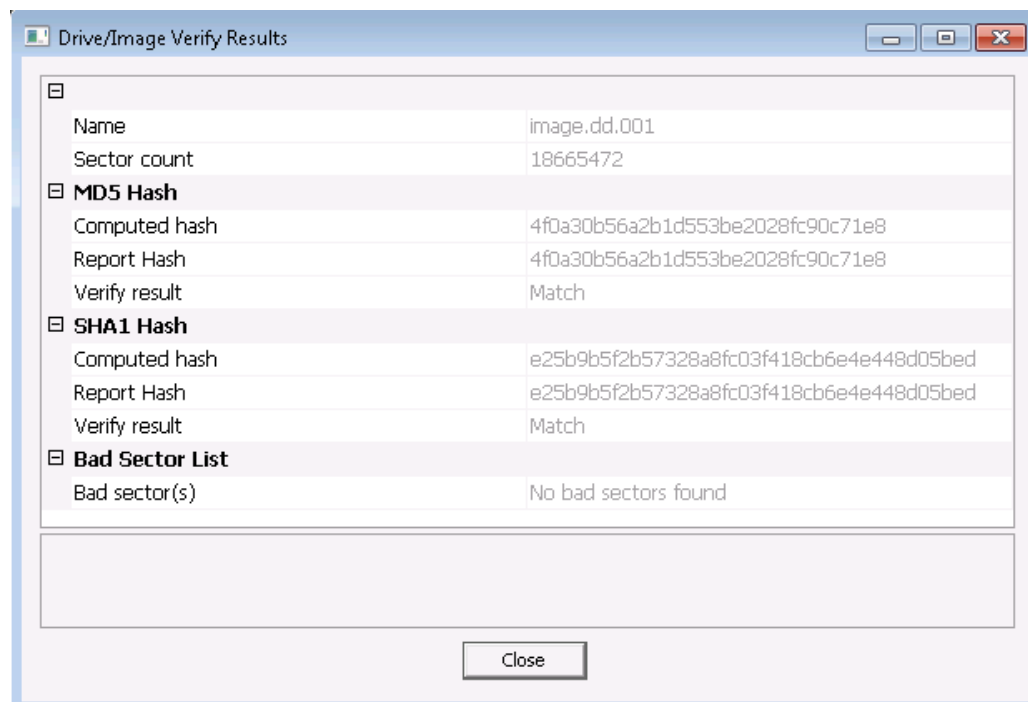 Drive/Image Verify Results
Name image.dd.001
Sector count 18665472
MD5 Hash
Computed hash 4f0a30b56a2b1d553be2028fc90c71e8
Report Hash 4f0a30b56a2b1d553be2028fc90c71e8
Verify result Match
SHA1 Hash
Computed hash e25b9b5f2b57328a8fc03f418cb6e4e448d05bed
Report Hash e25b9b5f2b57328a8fc03f418cb6e4e448d05bed
Verify result Match
Bad Sector List
Bad sector(s) No bad sectors found
Close